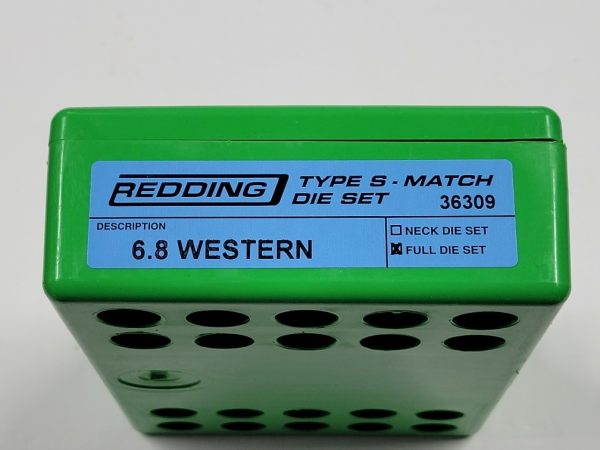 REDDING TYPE S - MATCH
DIE SET 36309
DESCRIPTION
6.8 WESTERN
NECK DIE SET
FULL DIE SET